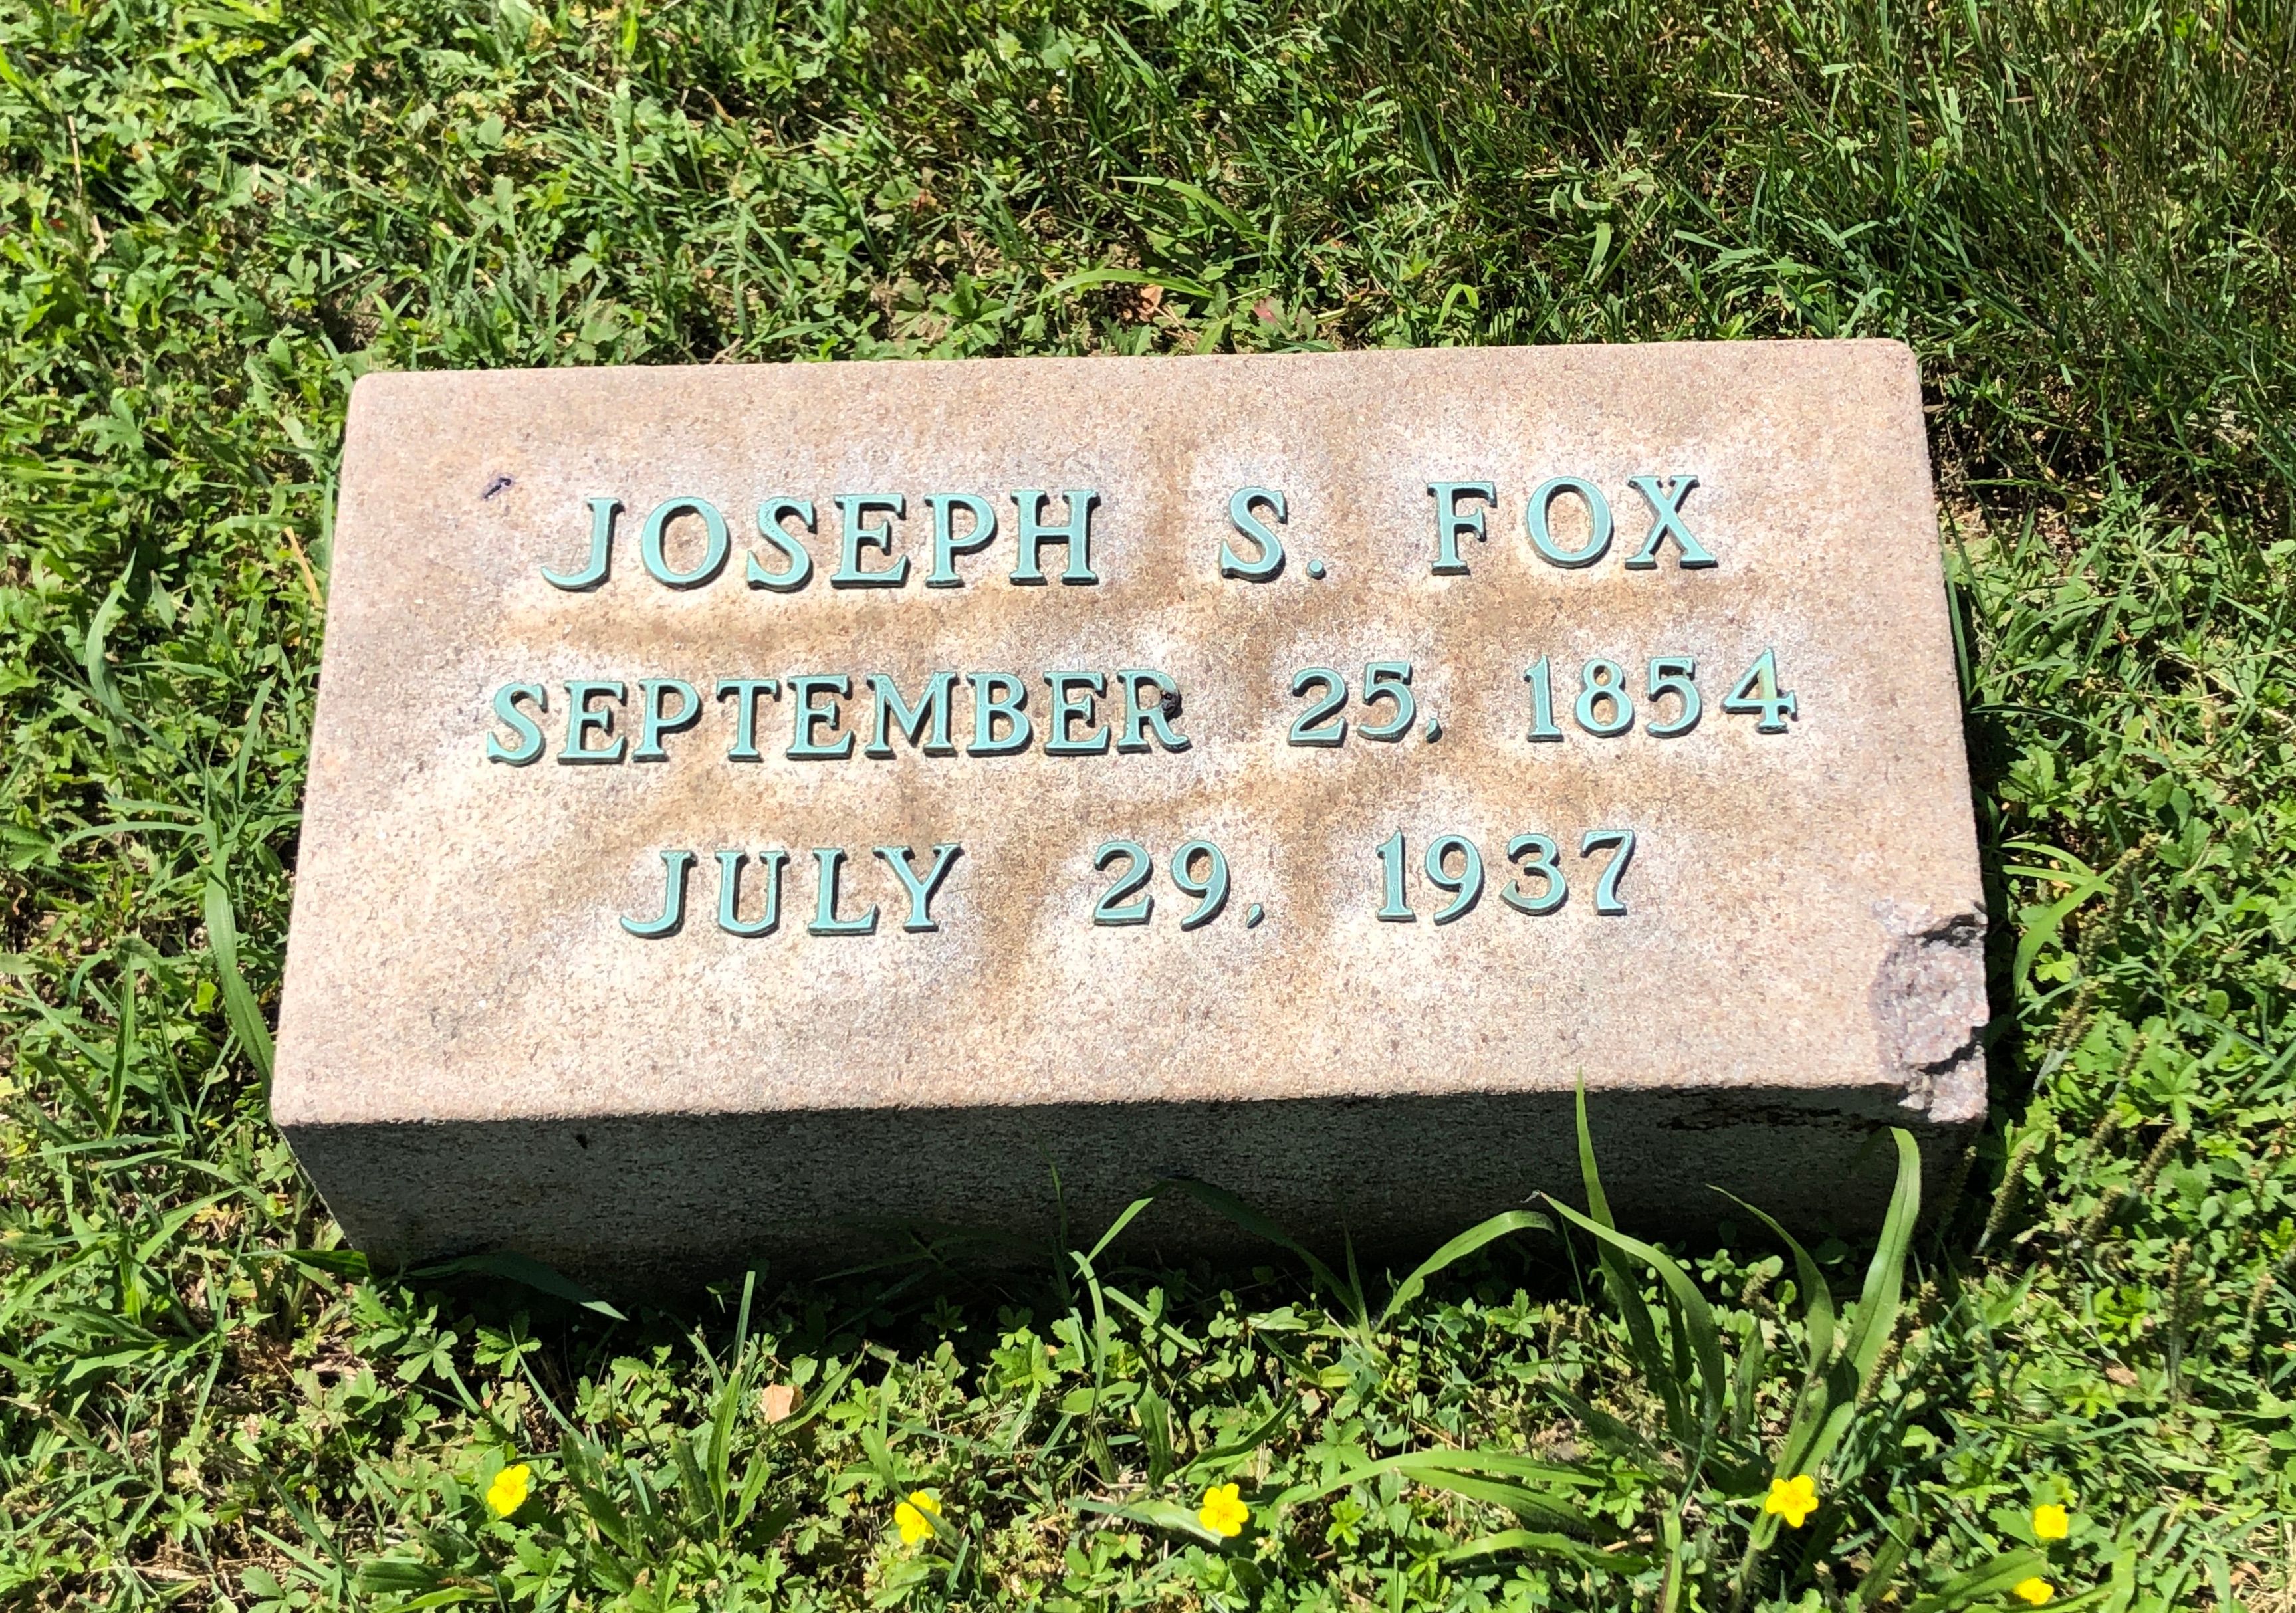 JOSEPH S. FOX
SEPTEMBER 25, 1854
JULY 29, 1937